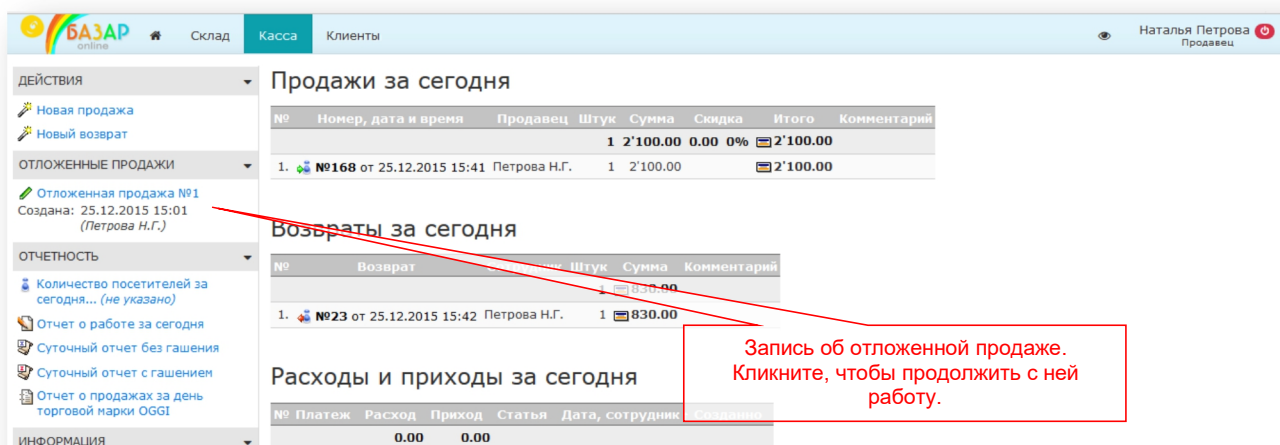 БАЗАР
online
Склад
Касса
Клиенты
Наталья Петрова
Продавец
ДЕЙСТВИЯ
Новая продажа
Новый возврат
ОТЛОЖЕННЫЕ ПРОДАЖИ
Отложенная продажа №1
Создана: 25.12.2015 15:01
(Петрова Н.Г.)
ОТЧЕТНОСТЬ
Количество посетителей за
сегодня... (не указано)
Отчет о работе за сегодня
Суточный отчет без гашения
Суточный отчет с гашением
Отчет о продажах за день
торговой марки OGGI
ИНФОРМАЦИЯ
Продажи за сегодня
№ Номер, дата и время Продавец Штук Сумма Скидка Итого Комментарий
1 2'100.00 0.00 0% 2'100.00
1. №168 от 25.12.2015 15:41 Петрова Н.Г. 1 2'100.00 2'100.00
Возвраты за сегодня
№ Возврат Штук Сумма Комментарий
1 830.00
1. №23 от 25.12.2015 15:42 Петрова Н.Г. 1 830.00
Расходы и приходы за сегодня
№ Платеж Расход Приход Статья Дата, сотрудник Создано
0.00 0.00
Запись об отложенной продаже.
Кликните, чтобы продолжить с ней
работу.